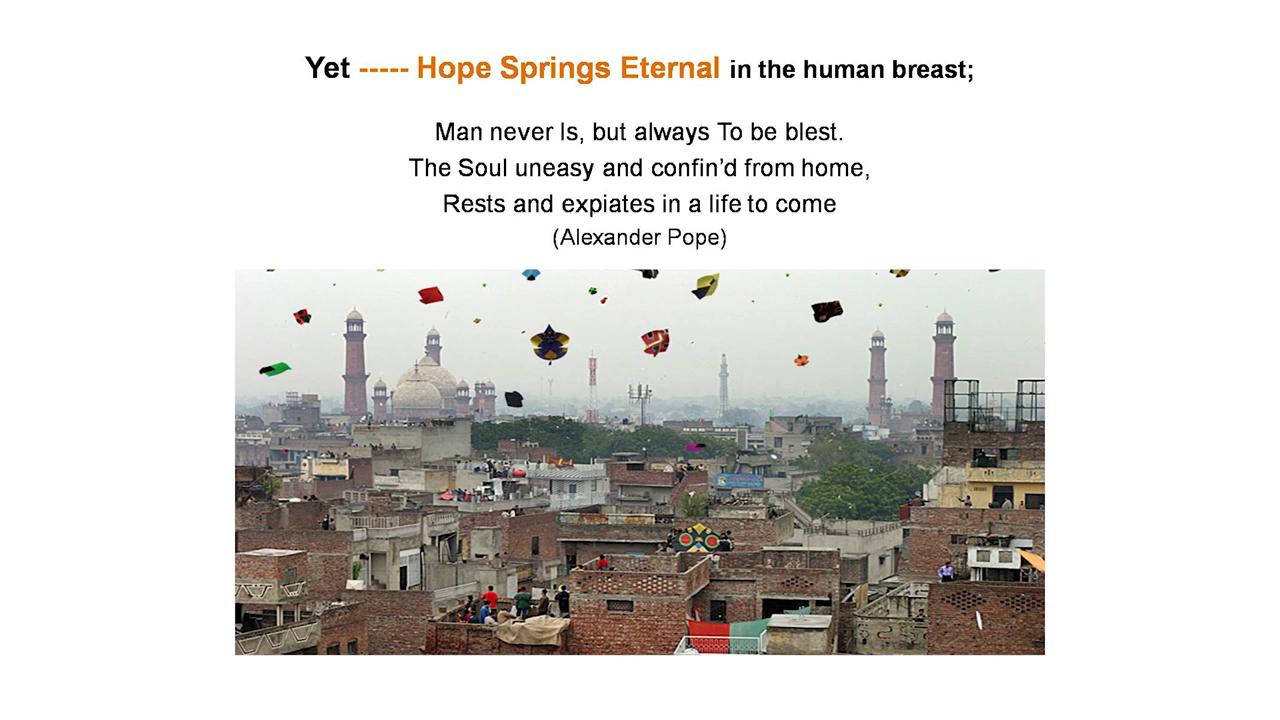 Yet ----- Hope Springs Eternal in the human breast;
Man never Is, but always To be blest.
The Soul uneasy and confin’d from home,
Rests and expiates in a life to come
(Alexander Pope)